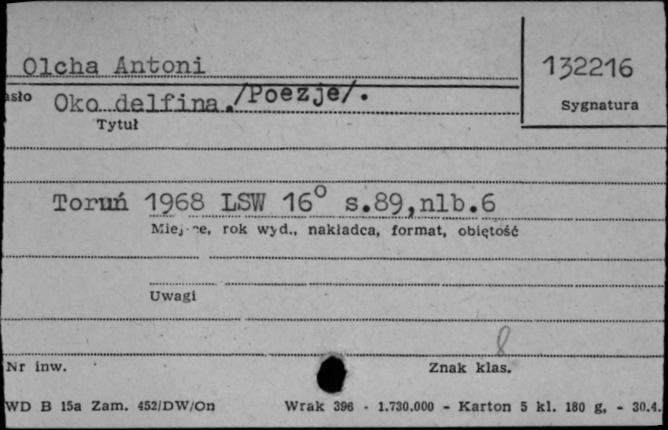 Olcha Antoni
132216
asło Oko delfina./Poezje/.
Sygnatura
Tytuł
Toruń 1968 LSW 16° s.89,nlb.6
Miejsce, rok wyd., nakładca, format, objętość
Uwagi
8
Nr inw.
Znak klas.
WD B 15a Zam. 452/DW/On Wrak 396 - 1.730.000 - Karton 5 kl. 180 g, - 30.4.